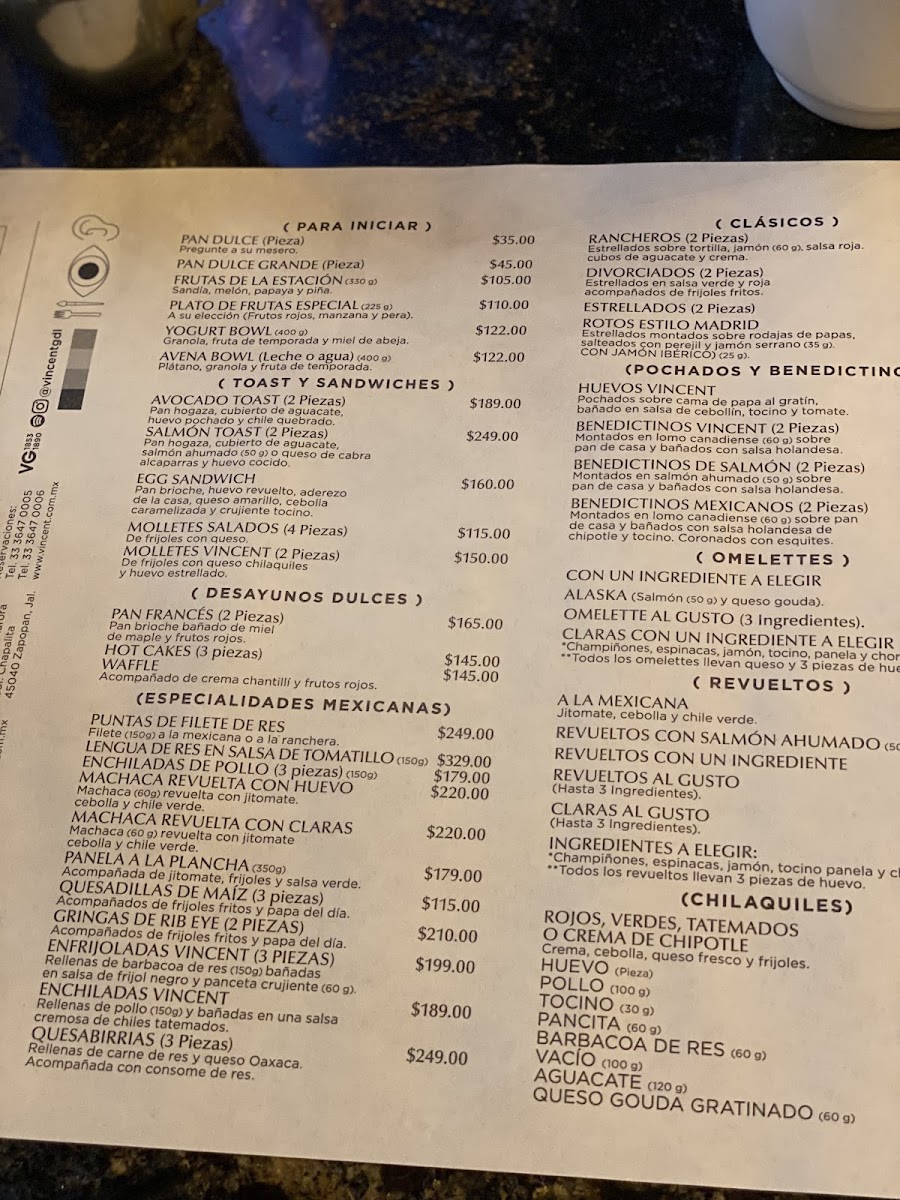 ( PARA INICIAR )
PAN DULCE (Pieza) $35.00
Pregunte a su mesero.
PAN DULCE GRANDE (Pieza) $45.00
FRUTAS DE LA ESTACIÓN (330 g) $105.00
Sandía, melón, papaya y piña.
PLATO DE FRUTAS ESPECIAL (225 g) $110.00
A su elección (Frutos rojos, manzana y pera).
YOGURT BOWL (400 g) $122.00
Granola, fruta de temporada y miel de abeja.
AVENA BOWL (Leche o agua) (400 g) $122.00
Plátano, granola y fruta de temporada.
( TOAST Y SANDWICHES )
AVOCADO TOAST (2 Piezas) $189.00
Pan hogaza, cubierto de aguacate,
huevo pochado y chile quebrado.
SALMÓN TOAST (2 Piezas) $249.00
Pan hogaza, cubierto de aguacate,
salmón ahumado (50 g) o queso de cabra
alcaparras y huevo cocido.
EGG SANDWICH $160.00
Pan brioche, huevo revuelto, aderezo
de la casa, queso amarillo, cebolla
caramelizada y crujiente tocino.
MOLLETES SALADOS (4 Piezas) $115.00
De frijoles con queso.
MOLLETES VINCENT (2 Piezas) $150.00
De frijoles con queso chilaquiles
y huevo estrellado.
( DESAYUNOS DULCES )
PAN FRANCÉS (2 Piezas) $165.00
Pan brioche bañado de miel
de maple y frutos rojos.
HOT CAKES (3 piezas) $145.00
WAFFLE $145.00
Acompañado de crema chantillí y frutos rojos.
(ESPECIALIDADES MEXICANAS)
PUNTAS DE FILETE DE RES $249.00
Filete (150g) a la mexicana o a la ranchera.
LENGUA DE RES EN SALSA DE TOMATILLO (150g) $329.00
ENCHILADAS DE POLLO (3 piezas) (150g) $179.00
MACHACA REVUELTA CON HUEVO $220.00
Machaca (60g) revuelta con jitomate.
cebolla y chile verde.
MACHACA REVUELTA CON CLARAS $220.00
Machaca (60 g) revuelta con jitomate
cebolla y chile verde.
PANELA A LA PLANCHA (350g) $179.00
Acompañada de jitomate, frijoles y salsa verde.
QUESADILLAS DE MAÍZ (3 piezas) $115.00
Acompañados de frijoles fritos y papa del día.
GRINGAS DE RIB EYE (2 PIEZAS) $210.00
Acompañados de frijoles fritos y papa del día.
ENFRIJOLADAS VINCENT (3 PIEZAS) $199.00
Rellenas de barbacoa de res (150g) bañadas
en salsa de frijol negro y panceta crujiente (60 g).
ENCHILADAS VINCENT $189.00
Rellenas de pollo (150g) y bañadas en una salsa
cremosa de chiles tatemados.
QUESABIRRIAS (3 Piezas) $249.00
Rellenas de carne de res y queso Oaxaca.
Acompañada con consome de res.
( CLÁSICOS )
RANCHEROS (2 Piezas)
Estrellados sobre tortilla, jamón (60 g), salsa roja.
cubos de aguacate y crema.
DIVORCIADOS (2 Piezas)
Estrellados en salsa verde y roja
acompañados de frijoles fritos.
ESTRELLADOS (2 Piezas)
ROTOS ESTILO MADRID
Estrellados montados sobre rodajas de papas,
salteados con perejil y jamón serrano (35 g).
CON JAMÓN IBÉRICO) (25 g).
(POCHADOS Y BENEDICTINO
HUEVOS VINCENT
Pochados sobre cama de papa al gratín,
bañado en salsa de cebollín, tocino y tomate.
BENEDICTINOS VINCENT (2 Piezas)
Montados en lomo canadiense (60 g) sobre
pan de casa y bañados con salsa holandesa.
BENEDICTINOS DE SALMÓN (2 Piezas)
Montados en salmón ahumado (50 g) sobre
pan de casa y bañados con salsa holandesa.
BENEDICTINOS MEXICANOS (2 Piezas)
Montados en lomo canadiense (60 g) sobre pan
de casa y bañados con salsa holandesa de
chipotle y tocino. Coronados con esquites.
( OMELETTES )
CON UN INGREDIENTE A ELEGIR
ALASKA (Salmón (50 g) y queso gouda).
OMELETTE AL GUSTO (3 Ingredientes).
CLARAS CON UN INGREDIENTE A ELEGIR
*Champiñones, espinacas, jamón, tocino, panela y chor
**Todos los omelettes llevan queso y 3 piezas de hue
( REVUELTOS )
A LA MEXICANA
Jitomate, cebolla y chile verde.
REVUELTOS CON SALMÓN AHUMADO (50
REVUELTOS CON UN INGREDIENTE
REVUELTOS AL GUSTO
(Hasta 3 Ingredientes).
CLARAS AL GUSTO
(Hasta 3 Ingredientes).
INGREDIENTES A ELEGIR:
*Champiñones, espinacas, jamón, tocino panela y c
**Todos los revueltos llevan 3 piezas de huevo.
(CHILAQUILES)
ROJOS, VERDES, TATEMADOS
O CREMA DE CHIPOTLE
Crema, cebolla, queso fresco y frijoles.
HUEVO (Pieza)
POLLO (100 g)
TOCINO (30 g)
PANCITA (60 g)
BARBACOA DE RES (60 g)
VACÍO (100 g)
AGUACATE (120 g)
QUESO GOUDA GRATINADO (60 g)
@vincentgdl
VG 1853 1890
Tel. 33 3647 0005
Tel. 33 3647 0006
www.vincent.com.mx
Chapalita
45040 Zapopan, Jal.